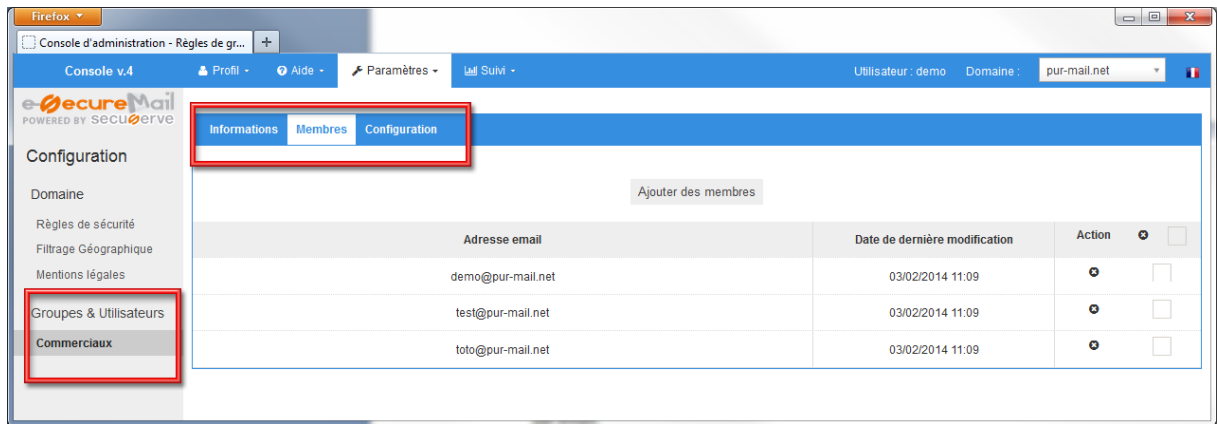 Firefox
Console d'administration - Règles de gr... +
Console v.4 Profil Aide Paramètres Suivi Utilisateur : demo Domaine : pur-mail.net
e-SecureMail
POWERED BY SECUSERVE
Informations Membres Configuration
Configuration
Domaine
Règles de sécurité
Filtrage Géographique
Mentions légales
Groupes & Utilisateurs
Commerciaux
Ajouter des membres
Adresse email Date de dernière modification Action
demo@pur-mail.net 03/02/2014 11:09
test@pur-mail.net 03/02/2014 11:09
toto@pur-mail.net 03/02/2014 11:09